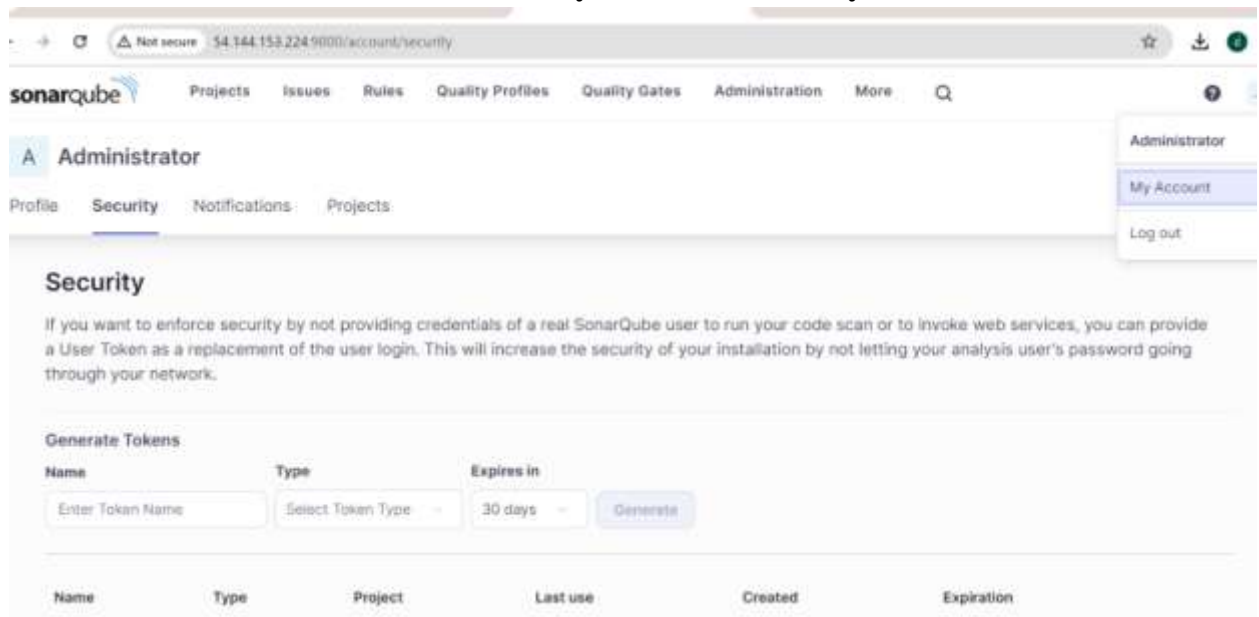 Not secure 54.144.153.224:9000/account/security
sonarqube Projects Issues Rules Quality Profiles Quality Gates Administration More
A Administrator
Administrator
My Account
Log out
Profile Security Notifications Projects
Security
If you want to enforce security by not providing credentials of a real SonarQube user to run your code scan or to invoke web services, you can provide
a User Token as a replacement of the user login. This will increase the security of your installation by not letting your analysis user's password going
through your network.
Generate Tokens
Name Type Expires in
Enter Token Name Select Token Type 30 days Generate
Name Type Project Last use Created Expiration